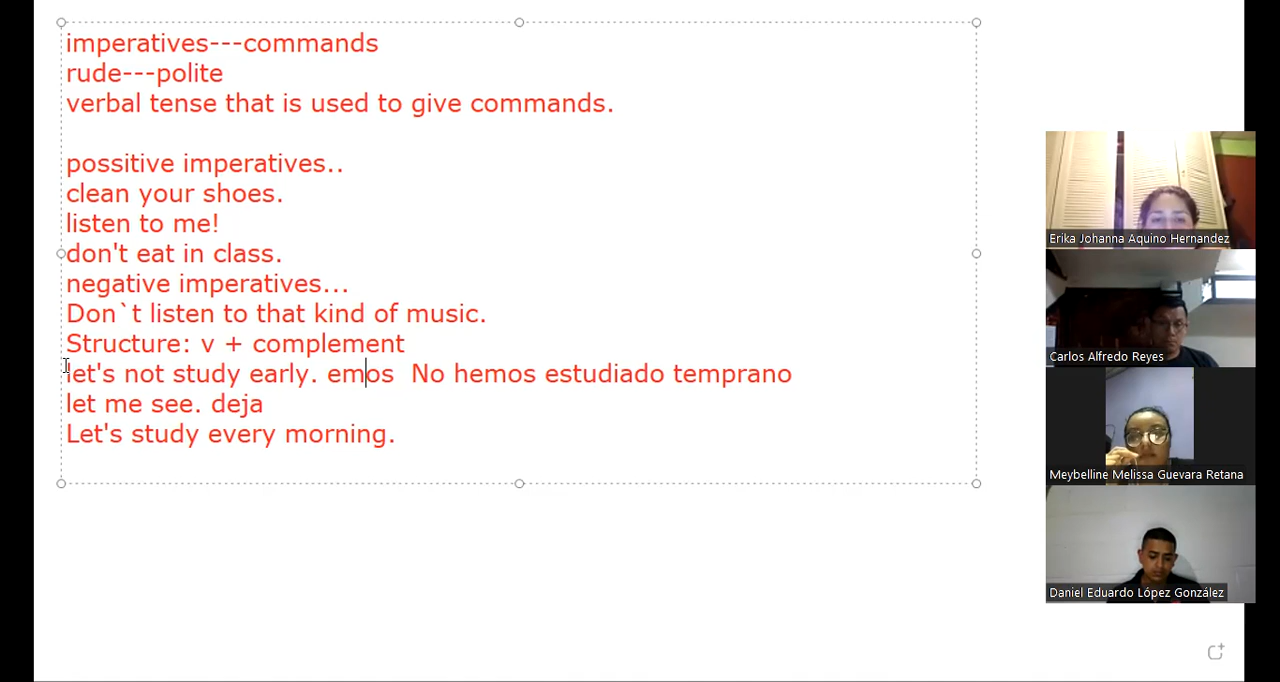 imperatives---commands
rude---polite
verbal tense that is used to give commands.
possitive imperatives..
clean your shoes.
listen to me!
don't eat in class.
negative imperatives...
Don`t listen to that kind of music.
Structure: v + complement
let's not study early. emos  No hemos estudiado temprano
let me see. deja
Let's study every morning.
Erika Johanna Aquino Hernandez
Carlos Alfredo Reyes
Meybelline Melissa Guevara Retana
Daniel Eduardo López González